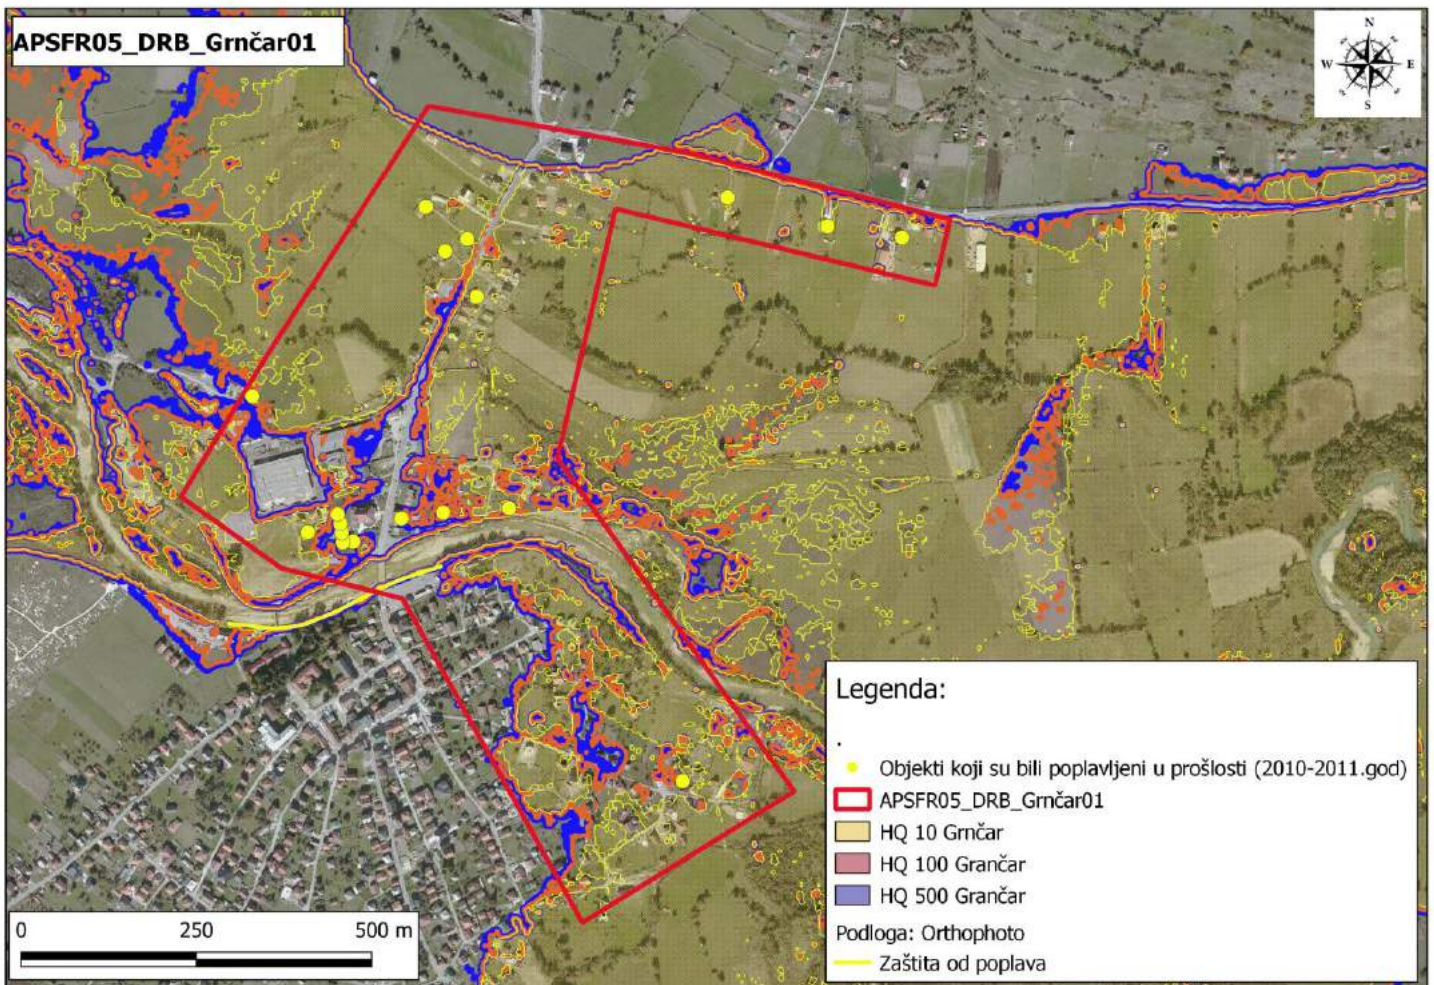 APSFR05_DRB_Grnčar01
N
W E
S
Legenda:
.
Objekti koji su bili poplavljeni u prošlosti (2010-2011.god)
APSFR05_DRB_Grnčar01
HQ 10 Grnčar
HQ 100 Grančar
HQ 500 Grančar
Podloga: Orthophoto
Zaštita od poplava
0 250 500 m